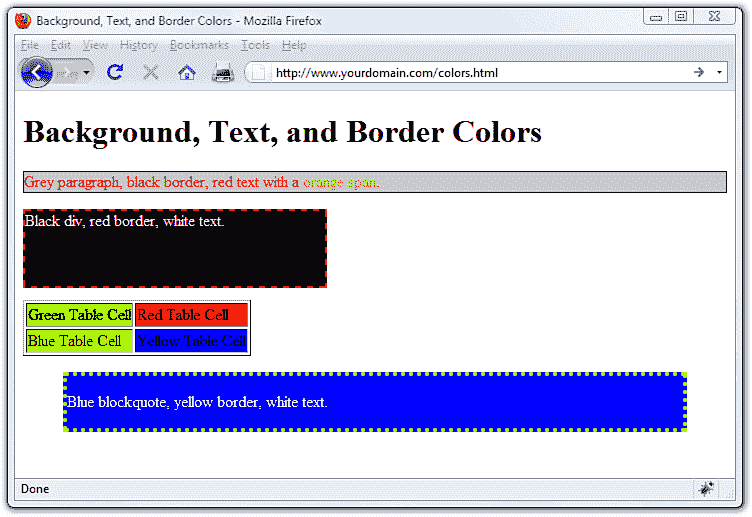 Background, Text, and Border Colors - Mozilla Firefox
File Edit View History Bookmarks Tools Help
http://www.yourdomain.com/colors.html
Background, Text, and Border Colors
Grey paragraph, black border, red text with a orange span.
Black div, red border, white text.
Green Table Cell Red Table Cell
Blue Table Cell Yellow Table Cell
Blue blockquote, yellow border, white text.
Done